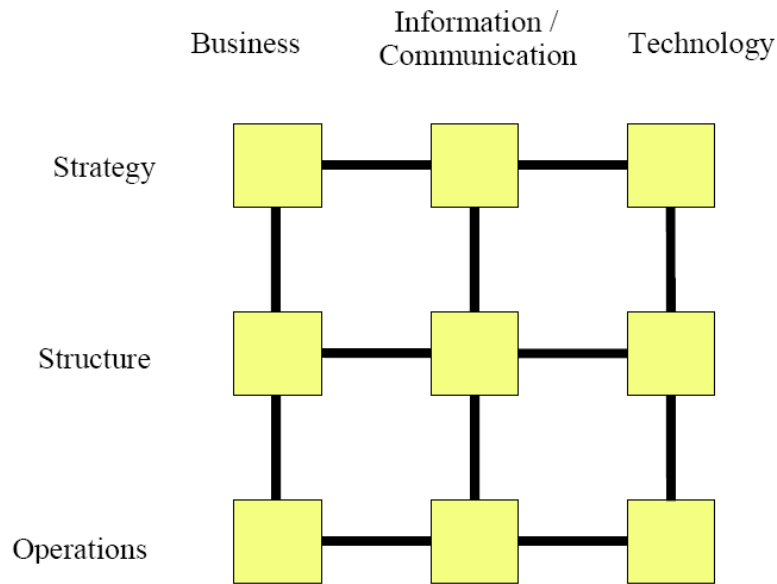 Business
Information /
Communication
Technology
Strategy
Structure
Operations